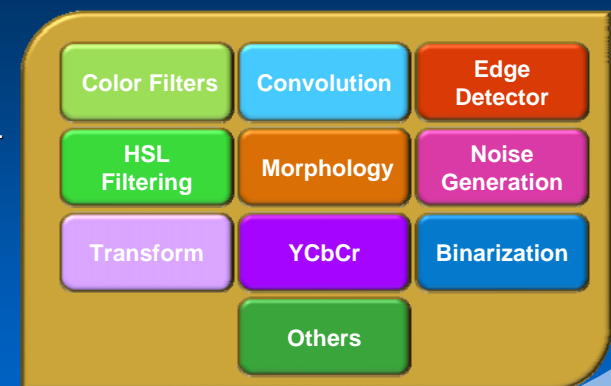 Color Filters
Convolution
Edge
Detector
HSL
Filtering
Morphology
Noise
Generation
Transform
YCbCr
Binarization
Others